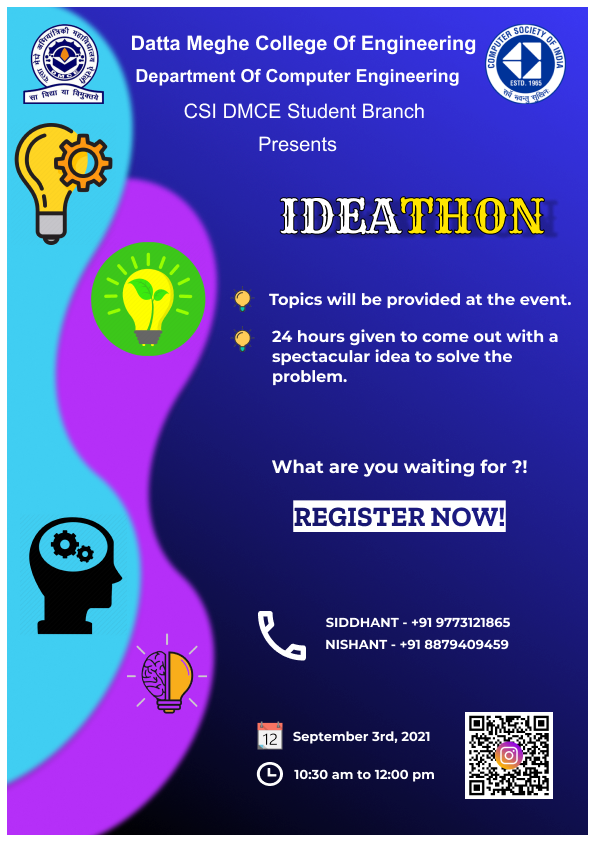 Datta Meghe College Of Engineering
Department Of Computer Engineering
CSI DMCE Student Branch
Presents
COMPUTER SOCIETY OF INDIA
ESTD. 1965
सा विद्या या विमुक्तये
IDEATHON
Topics will be provided at the event.
24 hours given to come out with a
spectacular idea to solve the
problem.
What are you waiting for ?!
REGISTER NOW!
SIDDHANT - +91 9773121865
NISHANT - +91 8879409459
12
September 3rd, 2021
10:30 am to 12:00 pm